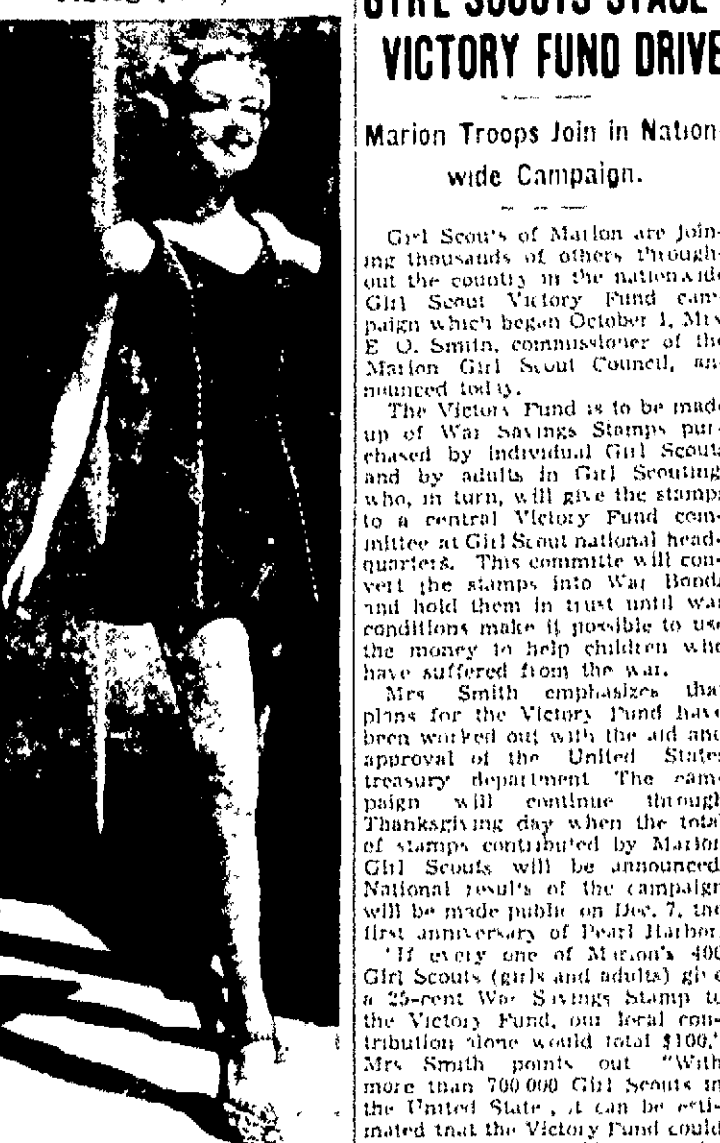 GIRL SCOUTS STAGE
VICTORY FUND DRIVE
Marion Troops Join in Nation-
wide Campaign.
Girl Scouts of Marion are join-
ing thousands of others through-
out the country in the nationwide
Girl Scout Victory Fund cam-
paign which began October 1, Mrs
E. O. Smith, commissioner of the
Marion Girl Scout Council, an-
nounced today.
The Victory Fund is to be made
up of War Savings Stamps pur-
chased by individual Girl Scouts
and by adults in Girl Scouting
who, in turn, will give the stamps
to a central Victory Fund com-
mittee at Girl Scout national head-
quarters. This committe will con-
vert the stamps into War Bonds
and hold them in trust until war
conditions make it possible to use
the money to help children who
have suffered from the war.
Mrs Smith emphasizes that
plans for the Victory Fund have
been worked out with the aid and
approval of the United States
treasury department The cam-
paign will continue through
Thanksgiving day when the total
of stamps contributed by Marion
Girl Scouts will be announced
National results of the campaign
will be made public on Dec. 7, the
first anniversary of Pearl Harbor.
"If every one of Marion's 400
Girl Scouts (girls and adults) give
a 25-cent War Savings Stamp to
the Victory Fund, our local con-
tribution alone would total $100,"
Mrs Smith points out "With
more than 700 000 Girl Scouts in
the United States, it can be esti-
mated that the Victory Fund could